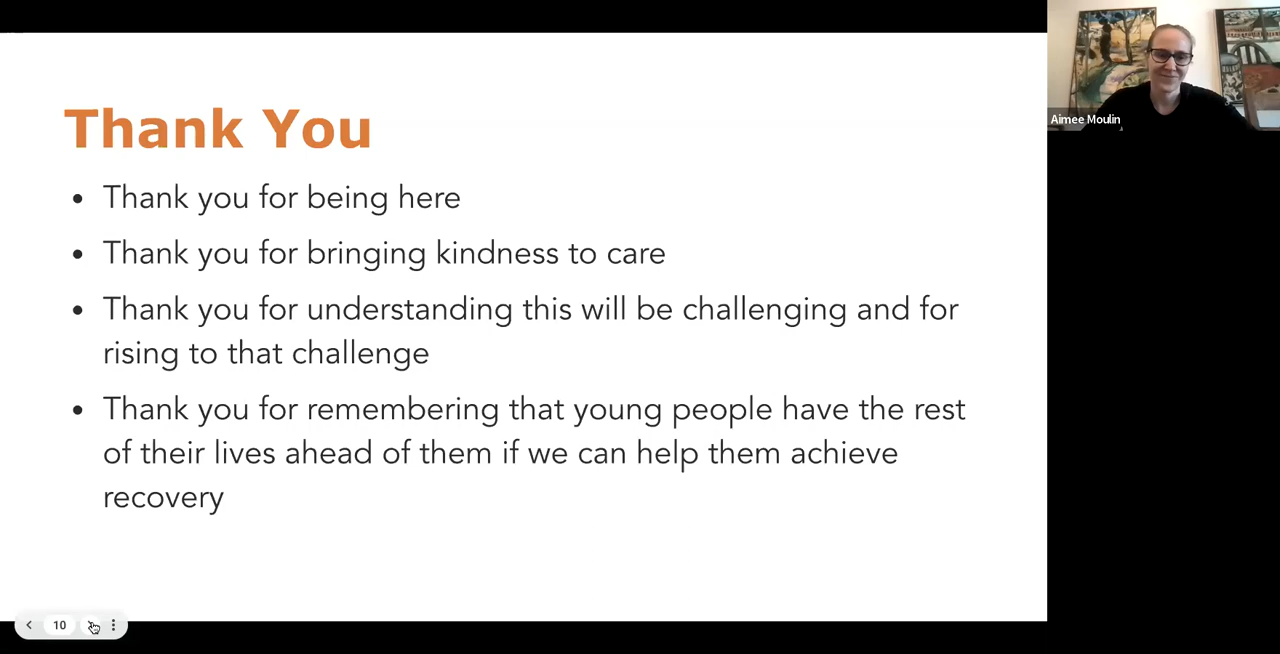 Thank You
• Thank you for being here
• Thank you for bringing kindness to care
• Thank you for understanding this will be challenging and for
rising to that challenge
• Thank you for remembering that young people have the rest
of their lives ahead of them if we can help them achieve
recovery
Aimee Moulin
10